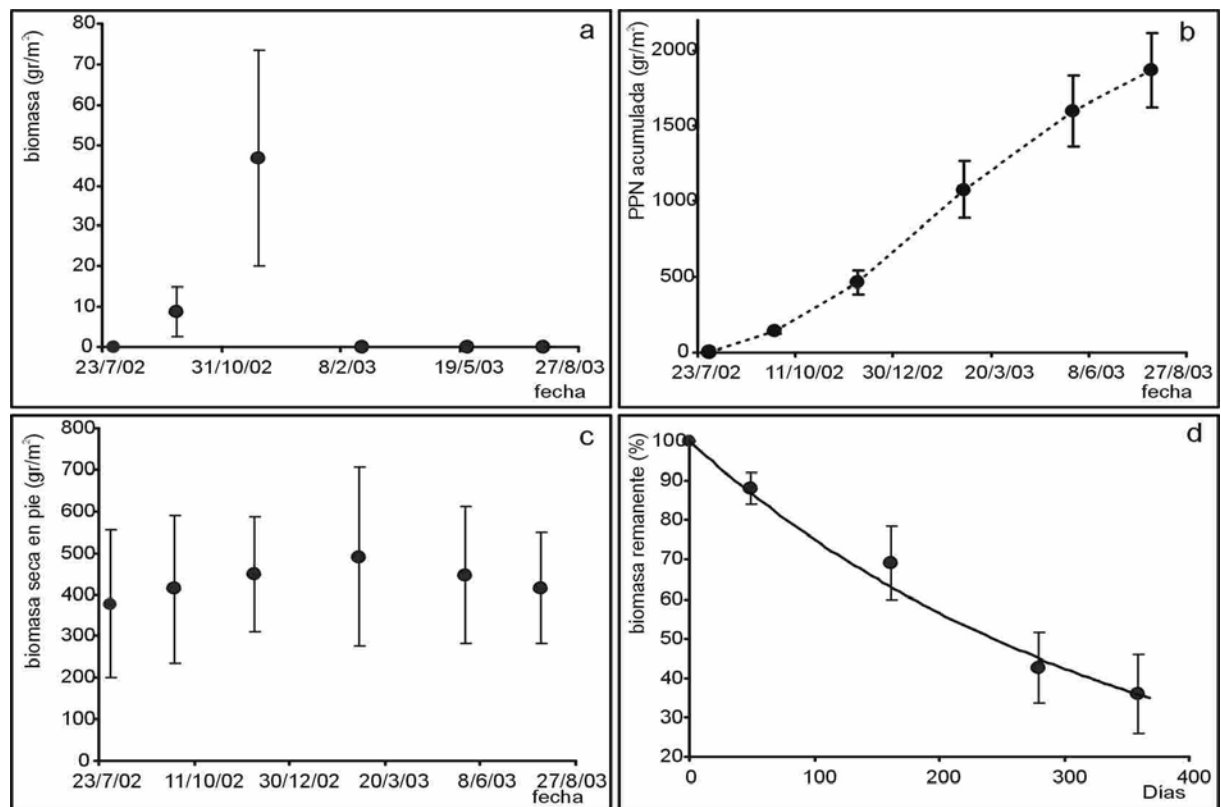 a
biomasa (gr/m²)
80
70
60
50
40
30
20
10
0
23/7/02 31/10/02 8/2/03 19/5/03 27/8/03
fecha
b
PPN acumulada (gr/m²)
2000
1500
1000
500
0
23/7/02 11/10/02 30/12/02 20/3/03 8/6/03 27/8/03
fecha
c
biomasa seca en pie (gr/m²)
800
700
600
500
400
300
200
100
0
23/7/02 11/10/02 30/12/02 20/3/03 8/6/03 27/8/03
fecha
d
biomasa remanente (%)
100
90
80
70
60
50
40
30
20
0 100 200 300 400
Días